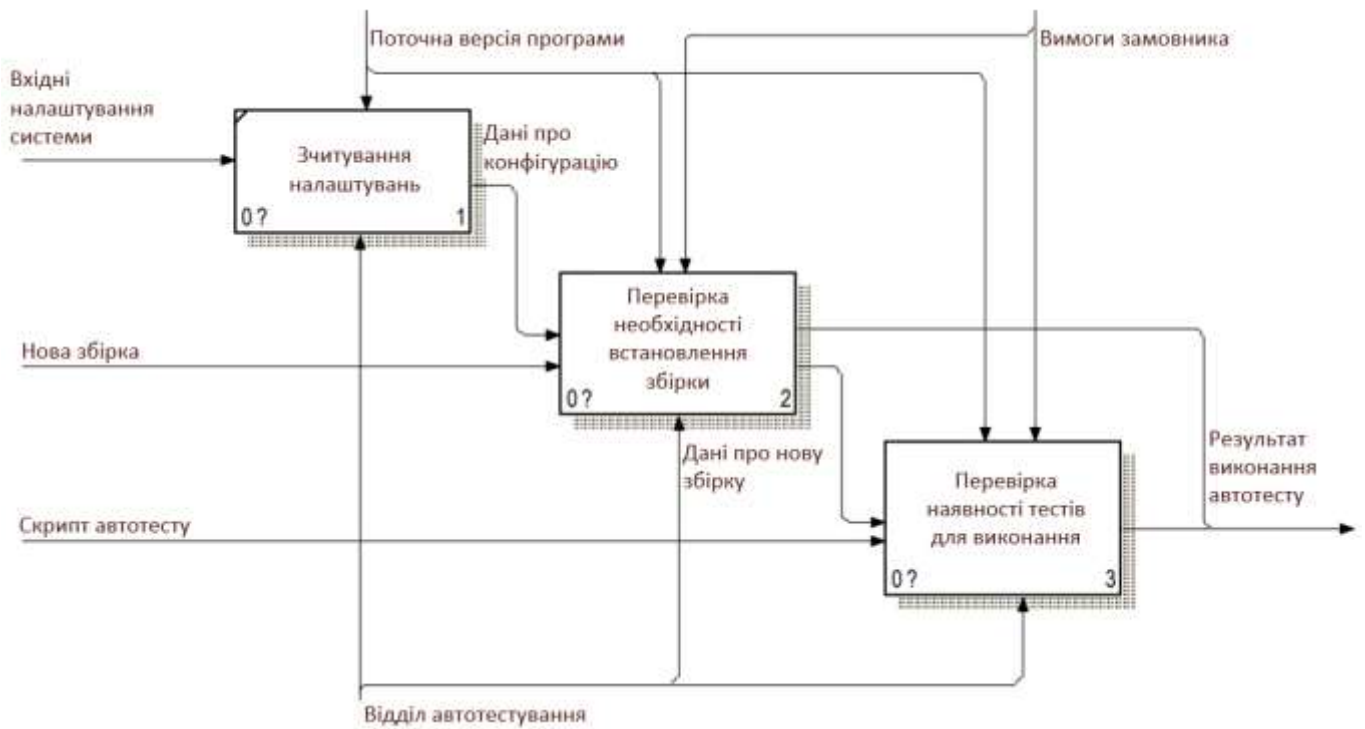 Поточна версія програми
Вимоги замовника
Вхідні
налаштування
системи
Зчитування
налаштувань
0 ?
1
Дані про
конфігурацію
Перевірка
необхідності
встановлення
збірки
0 ?
2
Нова збірка
Дані про нову
збірку
Перевірка
наявності тестів
для виконання
0 ?
3
Результат
виконання
автотесту
Скрипт автотесту
Відділ автотестування